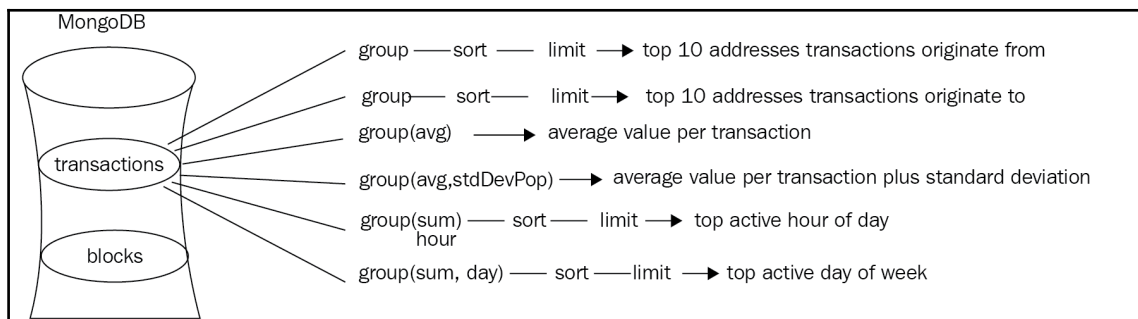 MongoDB
group sort limit top 10 addresses transactions originate from
group sort limit top 10 addresses transactions originate to
group(avg) average value per transaction
transactions
group(avg,stdDevPop) average value per transaction plus standard deviation
group(sum) sort limit top active hour of day
hour
blocks
group(sum, day) sort limit top active day of week